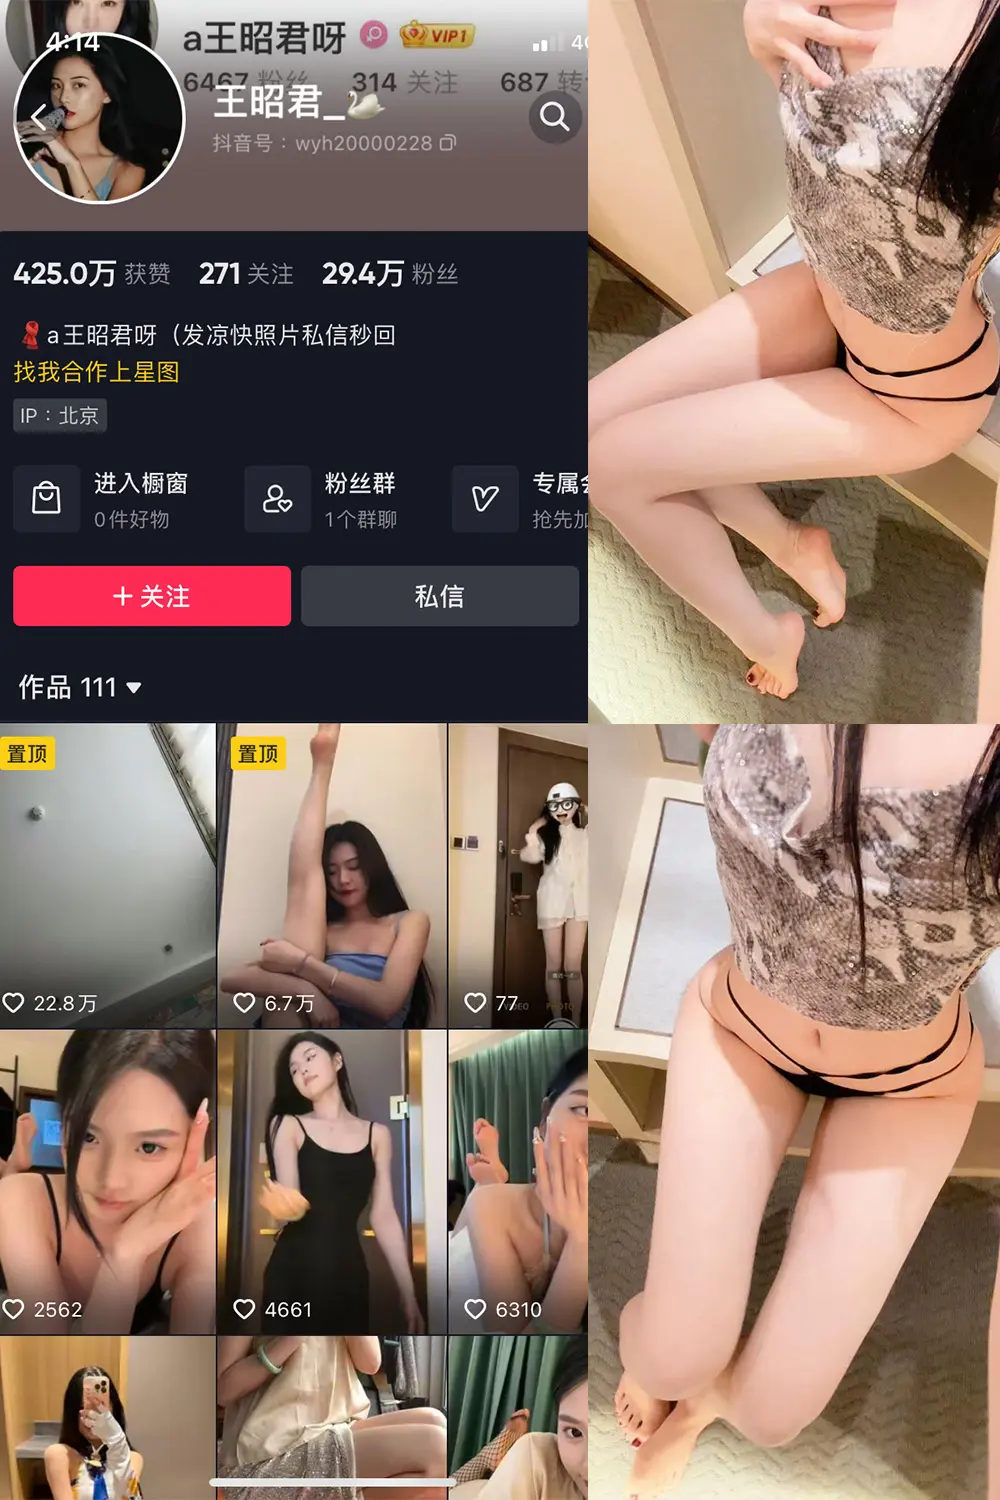 4:14
a王昭君呀 VIP1
6467 粉丝 314 关注 687
王昭君_
抖音号：wyh20000228
425.0万 获赞 271 关注 29.4万 粉丝
a王昭君呀（发凉快照片私信秒回
找我合作上星图
IP：北京
进入橱窗
0件好物
粉丝群
1个群聊
专属
抢先加
+ 关注
私信
作品 111
置顶
置顶
22.8万
6.7万
77
VIDEO PHOTO
2562
4661
6310